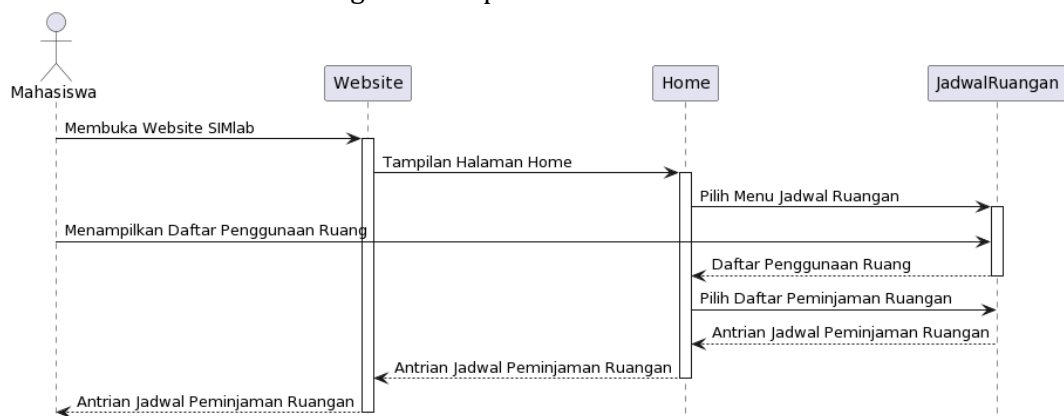 Mahasiswa
Website
Home
JadwalRuangan
Membuka Website SIMlab
Tampilan Halaman Home
Pilih Menu Jadwal Ruangan
Menampilkan Daftar Penggunaan Ruang
Daftar Penggunaan Ruang
Pilih Daftar Peminjaman Ruangan
Antrian Jadwal Peminjaman Ruangan
Antrian Jadwal Peminjaman Ruangan
Antrian Jadwal Peminjaman Ruangan